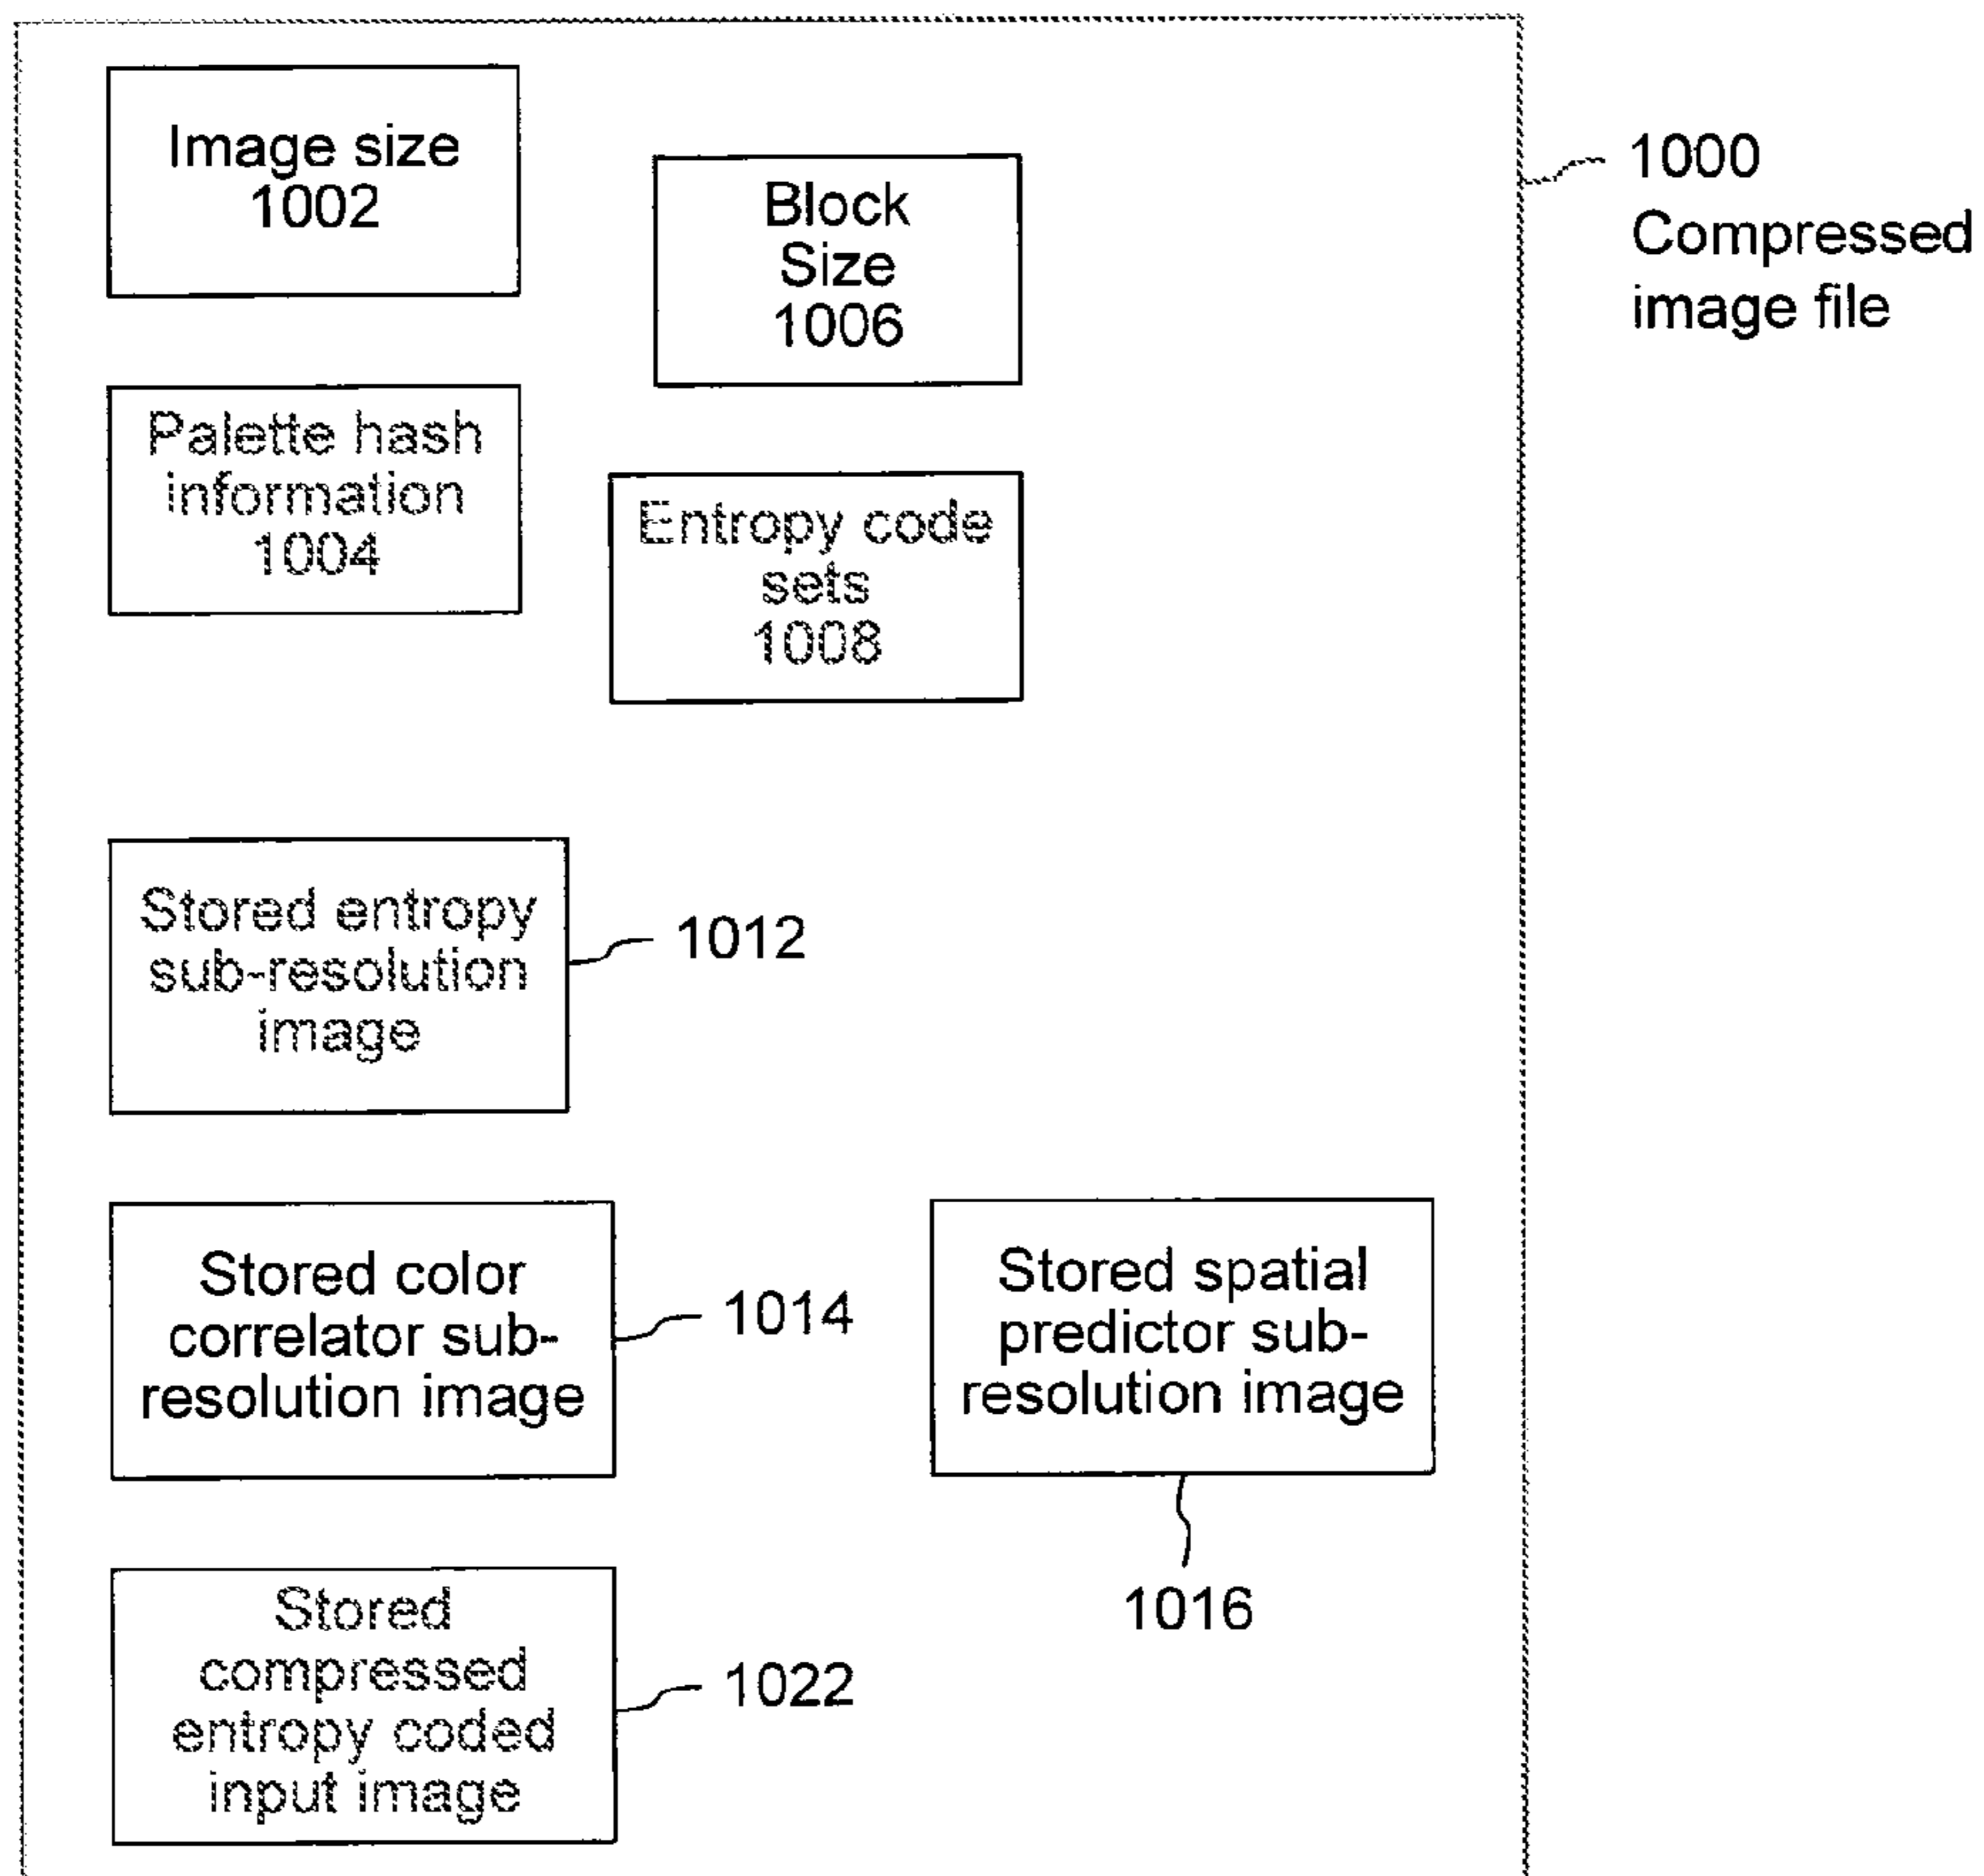 Image size
1002
Block
Size
1006
1000
Compressed
image file
Palette hash
information
1004
Entropy code
sets
1008
Stored entropy
sub-resolution
image
1012
Stored color
correlator sub-
resolution image
1014
Stored spatial
predictor sub-
resolution image
1016
Stored
compressed
entropy coded
input image
1022